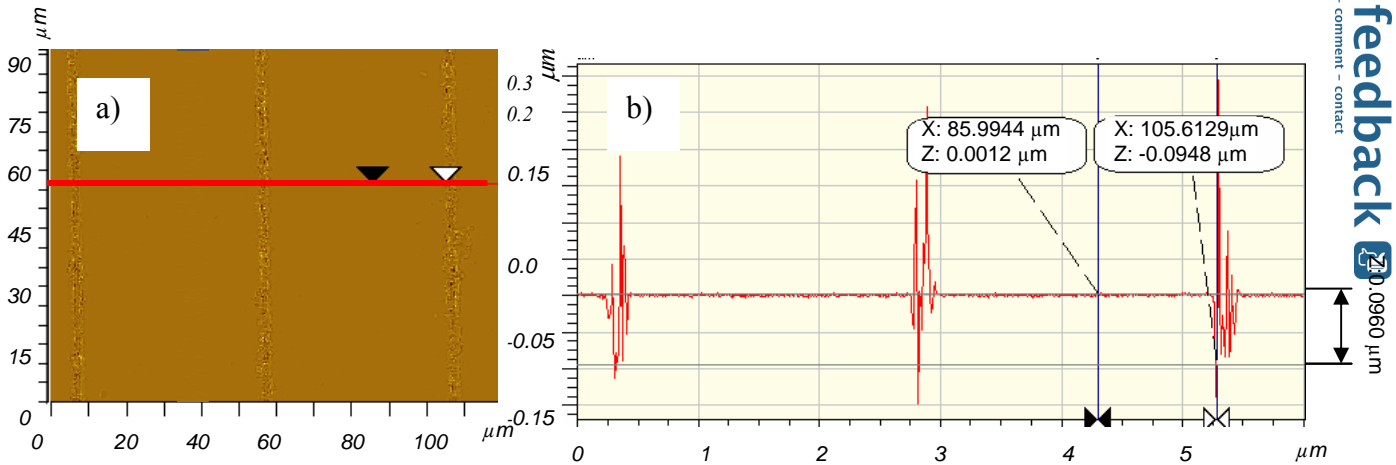 μm
90
75
60
45
30
15
0
a)
0
20
40
60
80
100
μm
μm
0.3
0.2
0.15
0.0
-0.05
-0.15
b)
X: 85.9944 μm
Z: 0.0012 μm
X: 105.6129μm
Z: -0.0948 μm
0
1
2
3
4
5
μm
Z: 0.0960 μm
feedback
- comment - contact